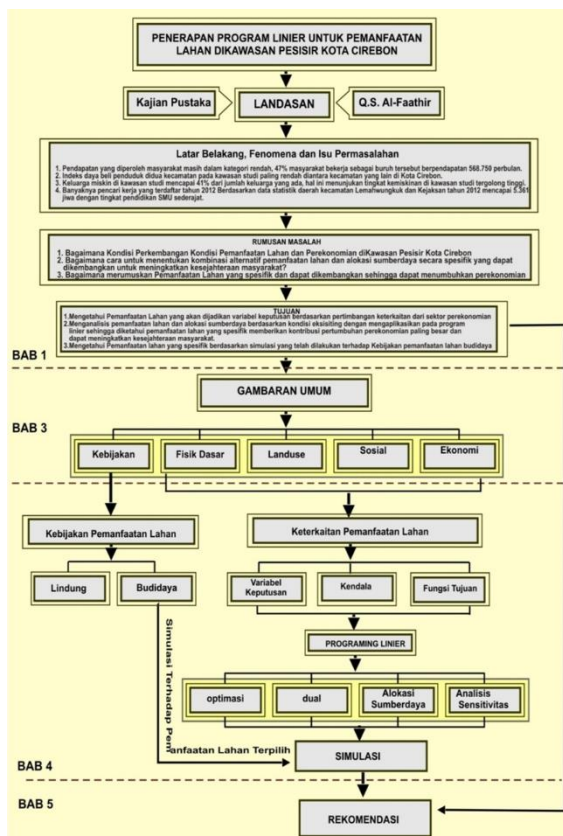 PENERAPAN PROGRAM LINIER UNTUK PEMANFAATAN
LAHAN DIKAWASAN PESISIR KOTA CIREBON
Kajian Pustaka
LANDASAN
Q.S. Al-Faathir
Latar Belakang, Fenomena dan Isu Permasalahan
1. Pendapatan yang diperoleh masyarakat masih dalam kategori rendah, 47% masyarakat bekerja sebagai buruh tersebut berpendapatan 568.750 perbulan.
2. Indeks daya beli penduduk didua kecamatan pada kawasan studi paling rendah diantara kecamatan yang lain di Kota Cirebon.
3. Keluarga miskin di kawasan studi mencapai 41% dari jumlah keluarga yang ada, hal ini menunjukan tingkat kemiskinan di kawasan studi tergolong tinggi.
4. Banyaknya pencari kerja yang terdaftar tahun 2012 Berdasarkan data statistik daerah kecamatan Lemahwungkuk dan Kejaksan tahun 2012 mencapai 5.361
jiwa dengan tingkat pendidikan SMU sederajat.
RUMUSAN MASALAH
1. Bagaimana Kondisi Perkembangan Kondisi Pemanfaatan Lahan dan Perekonomian diKawasan Pesisir Kota Cirebon
2. Bagaimana cara untuk menentukan kombinasi alternatif pemanfaatan lahan dan alokasi sumberdaya secara spesifik yang dapat
dikembangkan untuk meningkatkan kesejahteraan masyarakat?
3. Bagaimana merumuskan Pemanfaatan Lahan yang spesifik dan dapat dikembangkan sehingga dapat menumbuhkan perekonomian
TUJUAN
1.Mengetahui Pemanfaatan Lahan yang akan dijadikan variabel keputusan berdasarkan pertimbangan keterkaitan dari sektor perekonomian
2.Menganalisis pemanfaatan lahan dan alokasi sumberdaya berdasarkan kondisi eksisiting dengan mengaplikasikan pada program
linier sehingga diketahui pemanfaatan lahan yang spesifik memberikan kontribusi pertumbuhan perekonomian paling besar dan
dapat meningkatkan kesejahteraan masyarakat.
3.Mengetahui Pemanfaatan lahan yang spesifik berdasarkan simulasi yang telah dilakukan terhadap Kebijakan pemanfaatan lahan budidaya
BAB 1
GAMBARAN UMUM
BAB 3
Kebijakan
Fisik Dasar
Landuse
Sosial
Ekonomi
Kebijakan Pemanfaatan Lahan
Keterkaitan Pemanfaatan Lahan
Lindung
Budidaya
Variabel
Keputusan
Kendala
Fungsi Tujuan
PROGRAMING LINIER
optimasi
dual
Alokasi
Sumberdaya
Analisis
Sensitivitas
Simulasi Terhadap Pem
anfaatan Lahan Terpilih
SIMULASI
BAB 4
BAB 5
REKOMENDASI